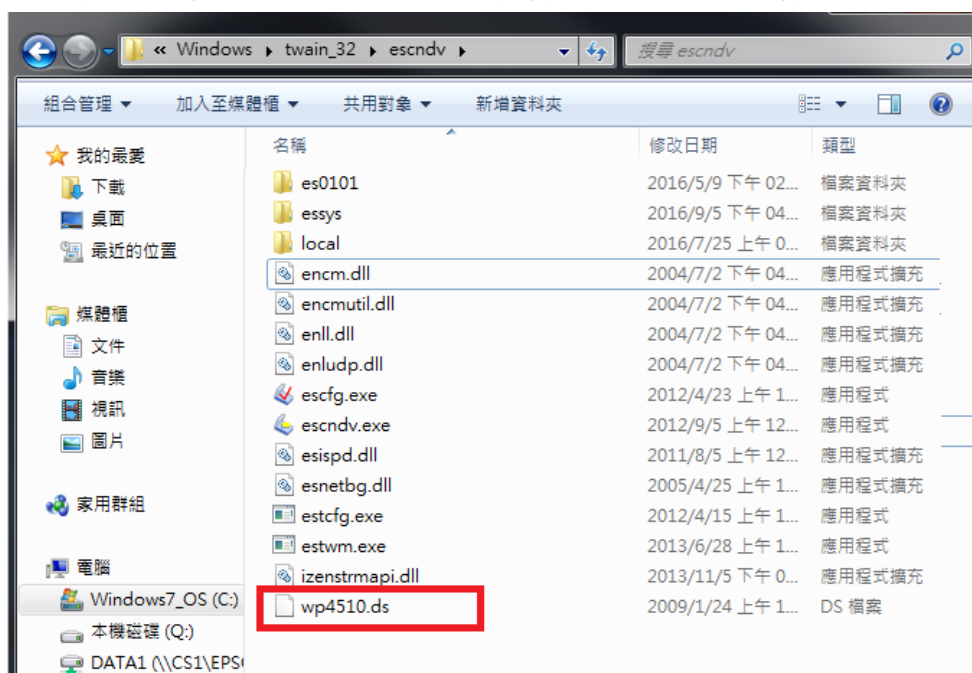 « Windows ▸ twain_32 ▸ escndv ▸ 搜尋 escndv
組合管理 加入至媒體櫃 共用對象 新增資料夾
名稱 修改日期 類型
我的最愛
下載
桌面
最近的位置
媒體櫃
文件
音樂
視訊
圖片
家用群組
電腦
Windows7_OS (C:)
本機磁碟 (Q:)
DATA1 (\\CS1\EPS
es0101 2016/5/9 下午 02... 檔案資料夾
essys 2016/9/5 下午 04... 檔案資料夾
local 2016/7/25 上午 0... 檔案資料夾
encm.dll 2004/7/2 下午 04... 應用程式擴充
encmutil.dll 2004/7/2 下午 04... 應用程式擴充
enll.dll 2004/7/2 下午 04... 應用程式擴充
enludp.dll 2004/7/2 下午 04... 應用程式擴充
escfg.exe 2012/4/23 上午 1... 應用程式
escndv.exe 2012/9/5 上午 12... 應用程式
esispd.dll 2011/8/5 上午 12... 應用程式擴充
esnetbg.dll 2005/4/25 上午 1... 應用程式擴充
estcfg.exe 2012/4/15 上午 1... 應用程式
estwm.exe 2013/6/28 上午 1... 應用程式
izenstrmapi.dll 2013/11/5 下午 0... 應用程式擴充
wp4510.ds 2009/1/24 上午 1... DS 檔案